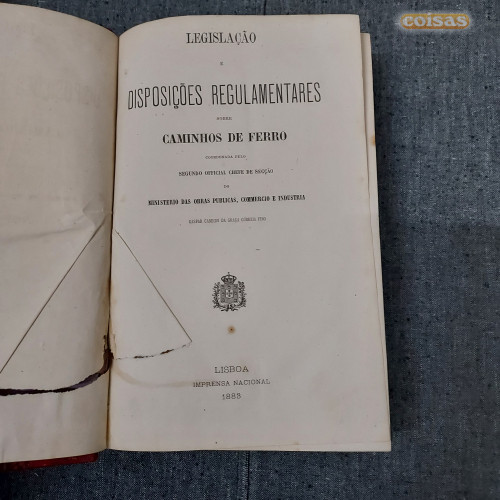 coisas
LEGISLAÇÃO
E
DISPOSIÇÕES REGULAMENTARES
SOBRE
CAMINHOS DE FERRO
COORDENADA PELO
SEGUNDO OFFICIAL CHEFE DE SECÇÃO
DO
MINISTERIO DAS OBRAS PUBLICAS, COMMERCIO E INDUSTRIA
LISBOA
IMPRENSA NACIONAL
1883